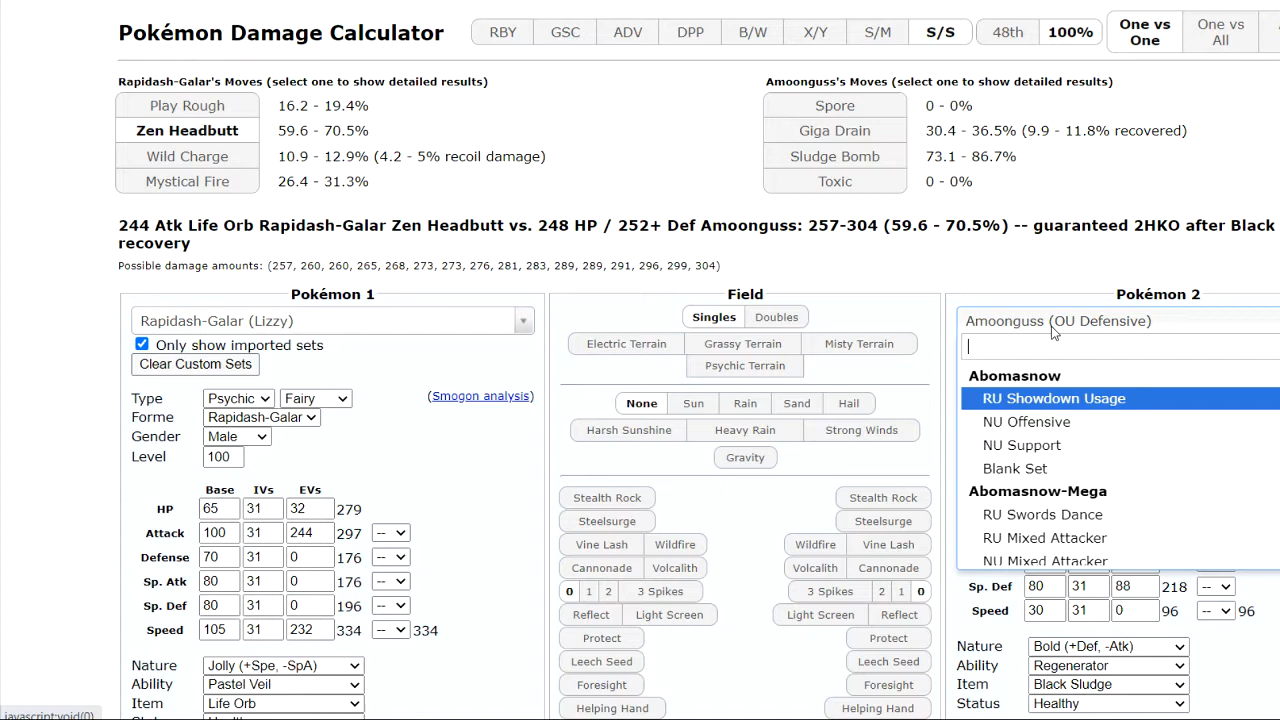 Pokémon Damage Calculator
RBY GSC ADV DPP B/W X/Y S/M S/S 48th 100% One vs One One vs All
Rapidash-Galar's Moves (select one to show detailed results)
Play Rough 16.2 - 19.4%
Zen Headbutt 59.6 - 70.5%
Wild Charge 10.9 - 12.9% (4.2 - 5% recoil damage)
Mystical Fire 26.4 - 31.3%
Amoonguss's Moves (select one to show detailed results)
Spore 0 - 0%
Giga Drain 30.4 - 36.5% (9.9 - 11.8% recovered)
Sludge Bomb 73.1 - 86.7%
Toxic 0 - 0%
244 Atk Life Orb Rapidash-Galar Zen Headbutt vs. 248 HP / 252+ Def Amoonguss: 257-304 (59.6 - 70.5%) -- guaranteed 2HKO after Black
recovery
Possible damage amounts: (257, 260, 260, 265, 268, 273, 273, 276, 281, 283, 289, 289, 291, 296, 299, 304)
Pokémon 1
Rapidash-Galar (Lizzy)
Only show imported sets
Clear Custom Sets
Type Psychic Fairy (Smogon analysis)
Forme Rapidash-Galar
Gender Male
Level 100
Base IVs EVs
HP 65 31 32 279
Attack 100 31 244 297 --
Defense 70 31 0 176 --
Sp. Atk 80 31 0 176 --
Sp. Def 80 31 0 196 --
Speed 105 31 232 334 -- 334
Nature Jolly (+Spe, -SpA)
Ability Pastel Veil
Item Life Orb
javascript:void(0)
Field
Singles Doubles
Electric Terrain Grassy Terrain Misty Terrain
Psychic Terrain
None Sun Rain Sand Hail
Harsh Sunshine Heavy Rain Strong Winds
Gravity
Stealth Rock Stealth Rock
Steelsurge Steelsurge
Vine Lash Wildfire Wildfire Vine Lash
Cannonade Volcalith Volcalith Cannonade
0 1 2 3 Spikes 3 Spikes 2 1 0
Reflect Light Screen Light Screen Reflect
Protect Protect
Leech Seed Leech Seed
Foresight Foresight
Helping Hand Helping Hand
Pokémon 2
Amoonguss (OU Defensive)
Abomasnow
RU Showdown Usage
NU Offensive
NU Support
Blank Set
Abomasnow-Mega
RU Swords Dance
RU Mixed Attacker
NU Mixed Attacker
Sp. Def 80 31 88 218 --
Speed 30 31 0 96 -- 96
Nature Bold (+Def, -Atk)
Ability Regenerator
Item Black Sludge
Status Healthy